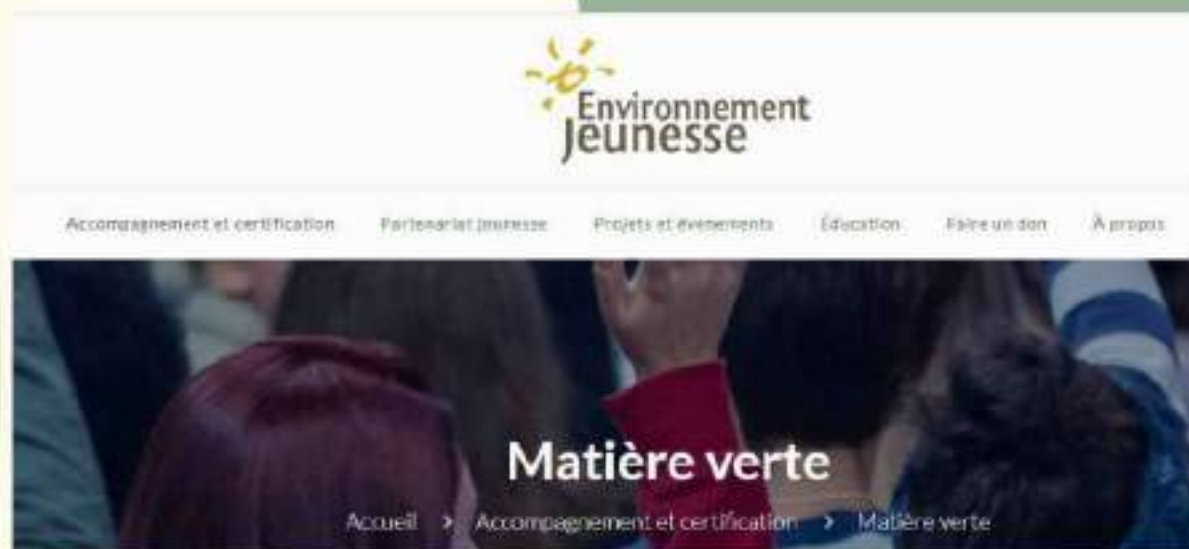 Environnement
Jeunesse
Accompagnement et certification Partenariat jeunesse Projets et évènements Éducation Faire un don À propos
Matière verte
Accueil > Accompagnement et certification > Matière verte